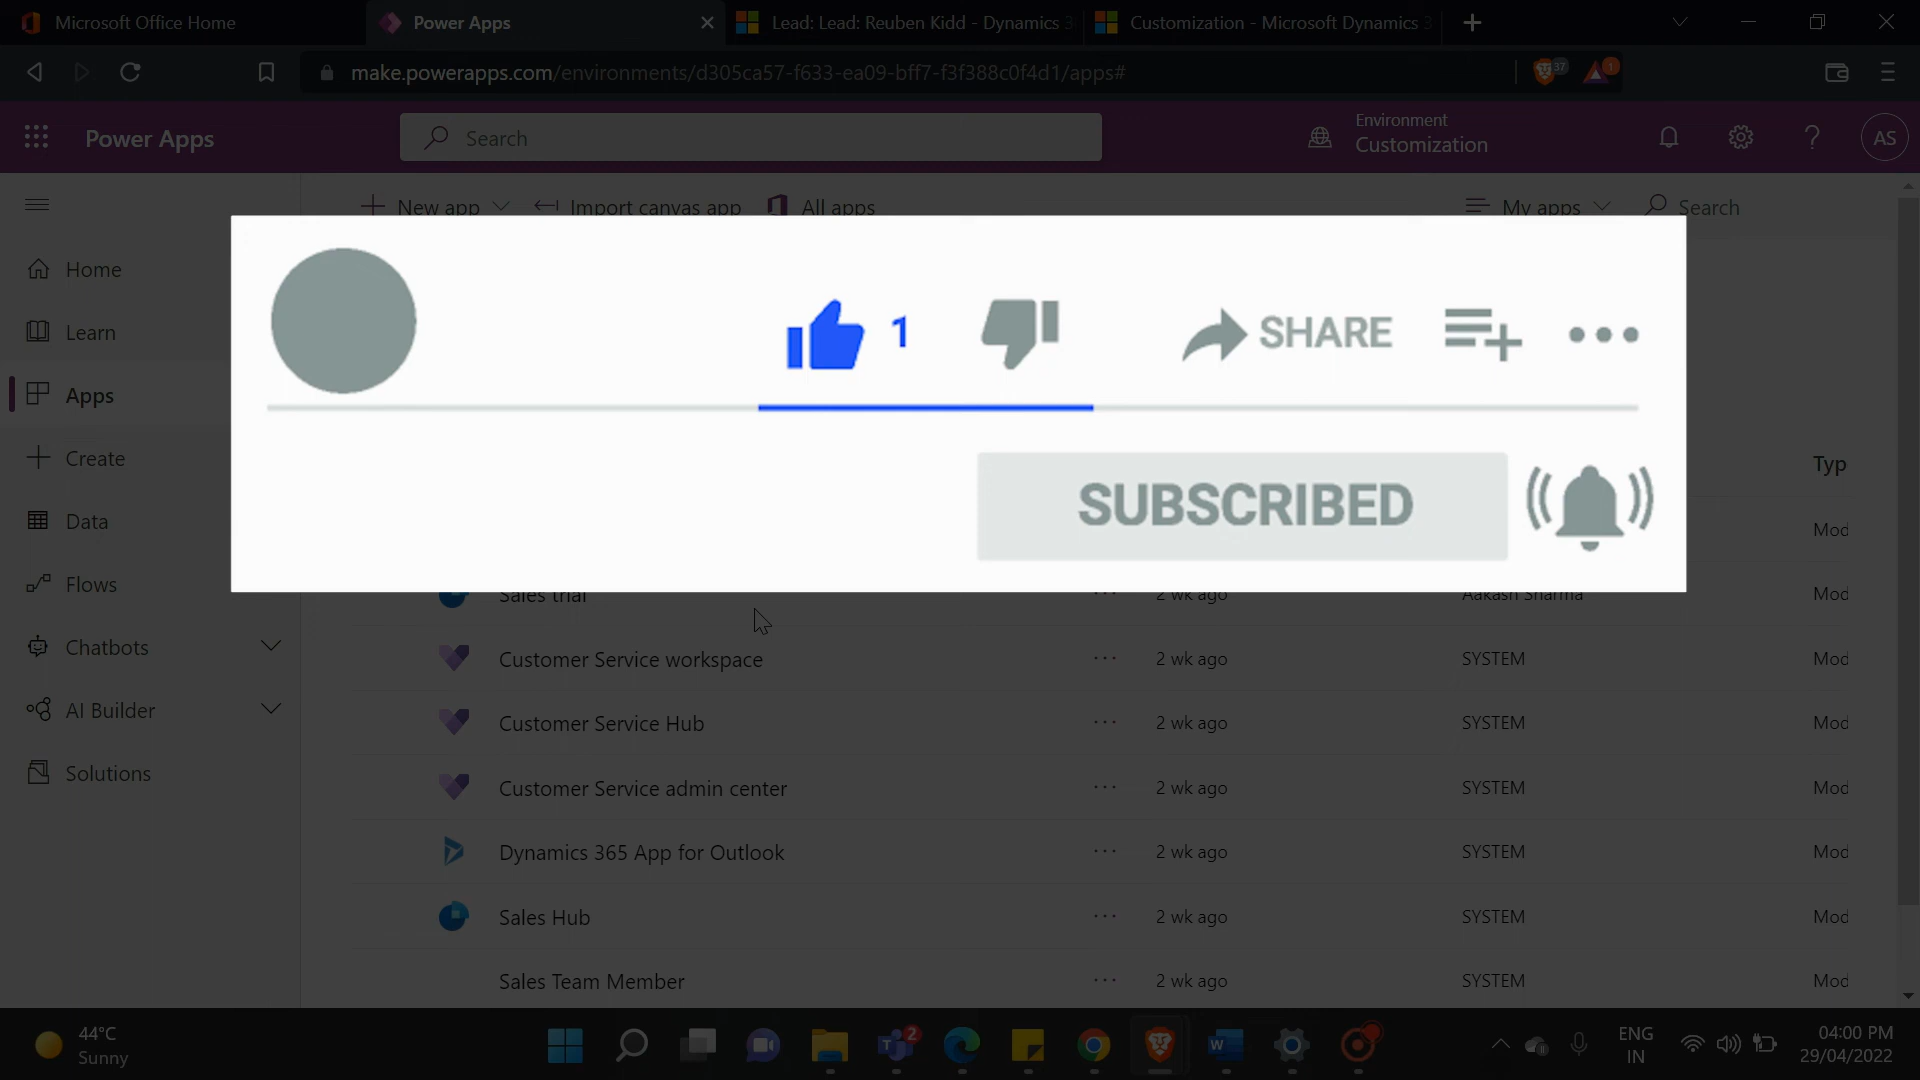 Microsoft Office Home
Power Apps
Lead: Lead: Reuben Kidd - Dynamics 3
Customization - Microsoft Dynamics 3
make.powerapps.com/environments/d305ca57-f633-ea09-bff7-f3f388c0f4d1/apps#
37
1
Power Apps
Search
Environment
Customization
AS
New app
Import canvas app
All apps
My apps
Search
Home
Learn
Apps
Create
Data
Flows
Chatbots
AI Builder
Solutions
1
SHARE
SUBSCRIBED
Typ
Mod
Sales trial
2 wk ago
Aakash Sharma
Mod
Customer Service workspace
2 wk ago
SYSTEM
Mod
Customer Service Hub
2 wk ago
SYSTEM
Mod
Customer Service admin center
2 wk ago
SYSTEM
Mod
Dynamics 365 App for Outlook
2 wk ago
SYSTEM
Mod
Sales Hub
2 wk ago
SYSTEM
Mod
Sales Team Member
2 wk ago
SYSTEM
Mod
44°C
Sunny
2
ENG
IN
04:00 PM
29/04/2022